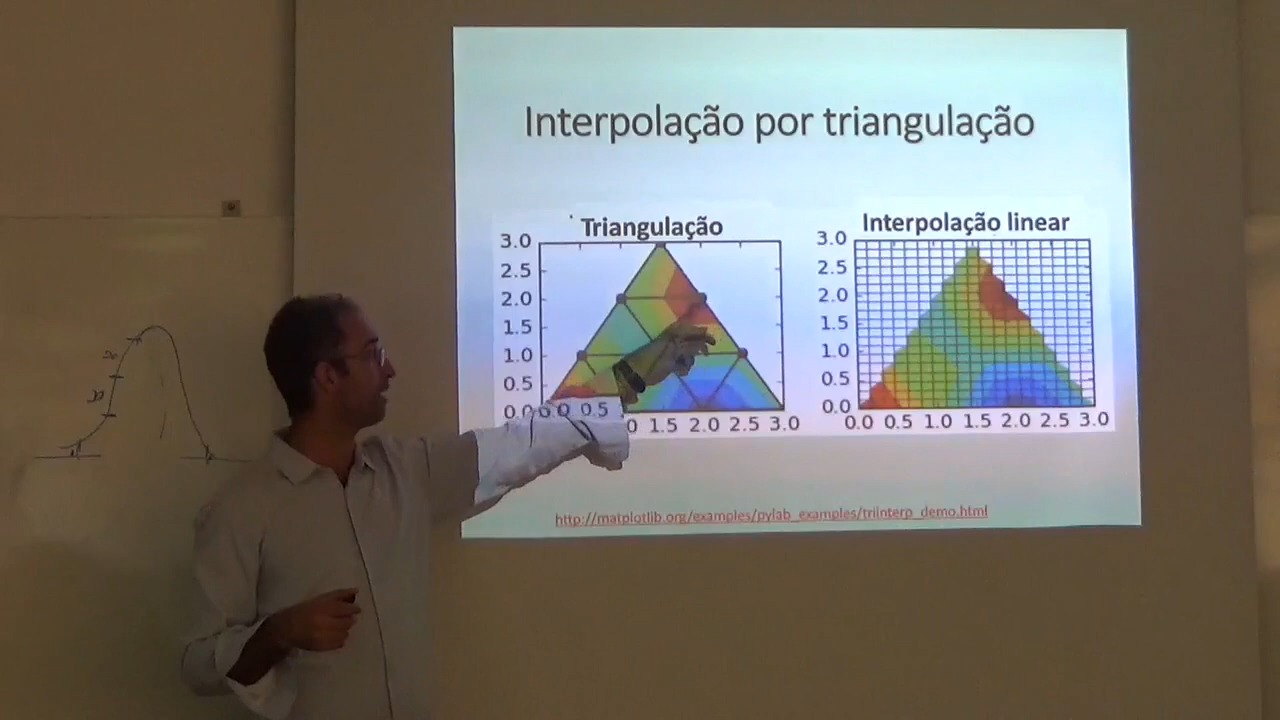 Interpolação por triangulação
Triangulação
Interpolação linear
3.0
2.5
2.0
1.5
1.0
0.5
0.0
0.0 0.5 1.5 2.0 2.5 3.0
3.0
2.5
2.0
1.5
1.0
0.5
0.0
0.0 0.5 1.0 1.5 2.0 2.5 3.0
http://matplotlib.org/examples/pylab_examples/triinterp_demo.html